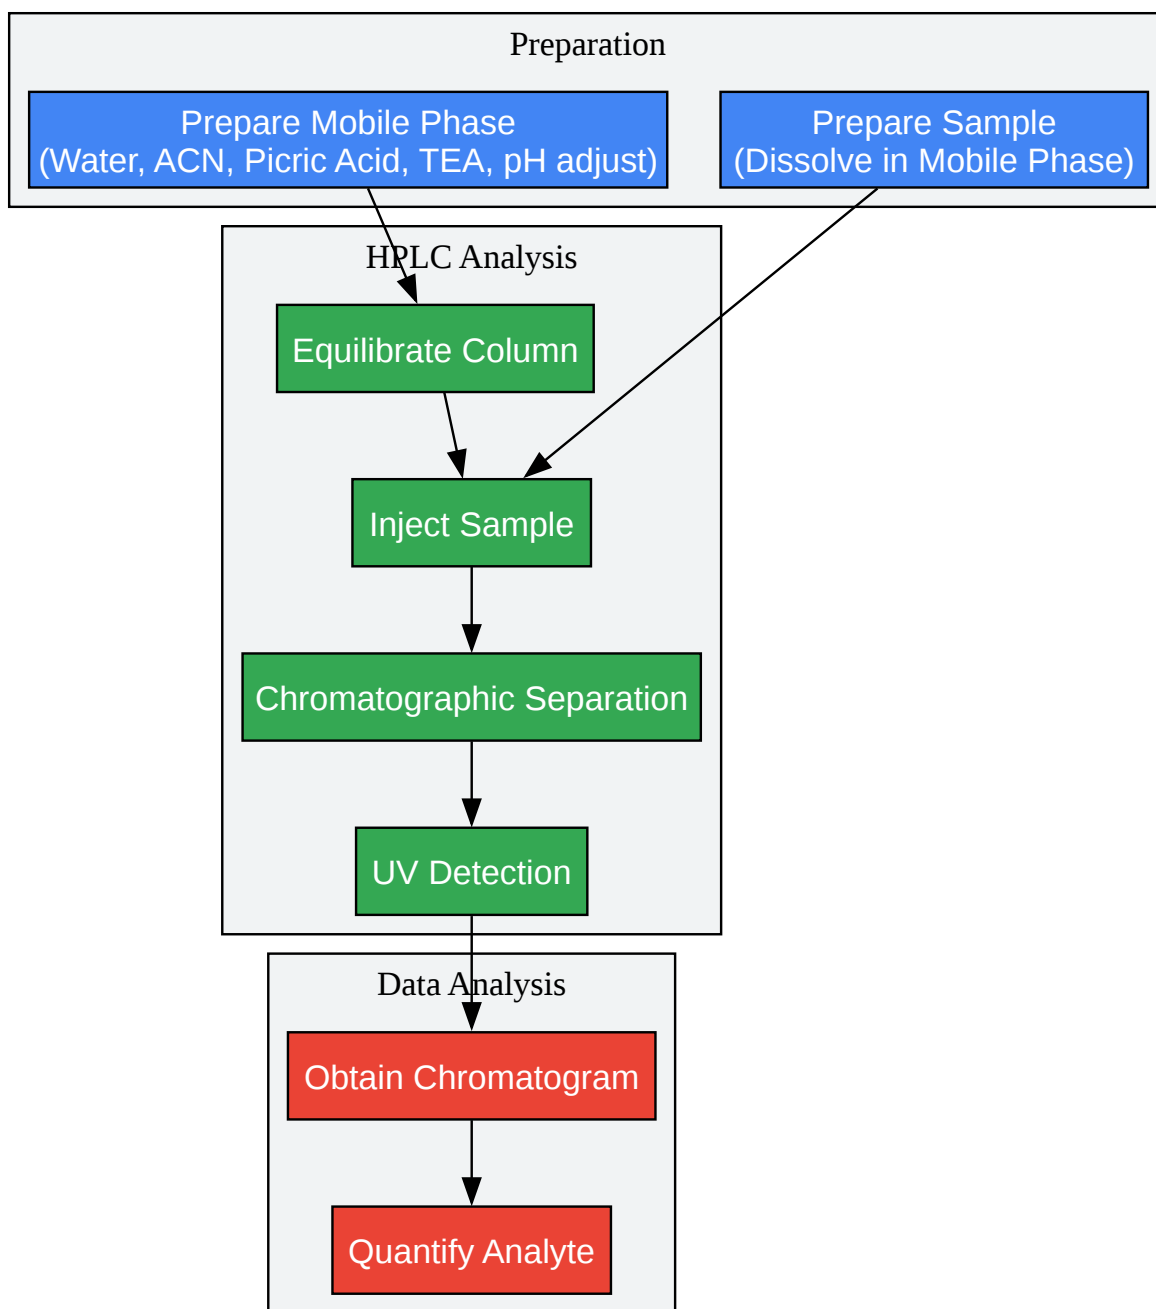 Preparation
Prepare Mobile Phase
(Water, ACN, Picric Acid, TEA, pH adjust)
Prepare Sample
(Dissolve in Mobile Phase)
HPLC Analysis
Equilibrate Column
Inject Sample
Chromatographic Separation
UV Detection
Data Analysis
Obtain Chromatogram
Quantify Analyte